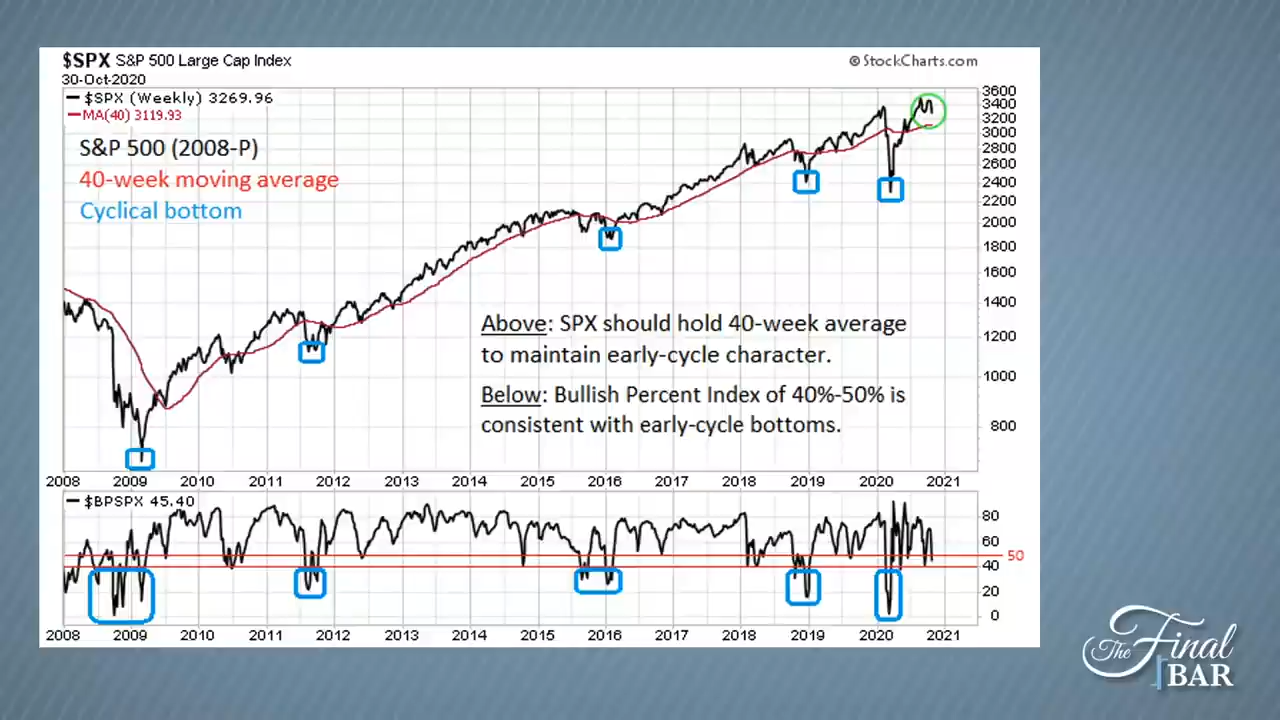 $SPX S&P 500 Large Cap Index
© StockCharts.com
30-Oct-2020
$SPX (Weekly) 3269.96
MA(40) 3119.93
S&P 500 (2008-P)
40-week moving average
Cyclical bottom
3600
3400
3200
3000
2800
2600
2400
2200
2000
1800
1600
1400
1200
1000
800
Above: SPX should hold 40-week average
to maintain early-cycle character.
Below: Bullish Percent Index of 40%-50% is
consistent with early-cycle bottoms.
2008 2009 2010 2011 2012 2013 2014 2015 2016 2017 2018 2019 2020 2021
$BPSPX 45.40
80
60
50
40
20
0
2008 2009 2010 2011 2012 2013 2014 2015 2016 2017 2018 2019 2020 2021
The Final
BAR